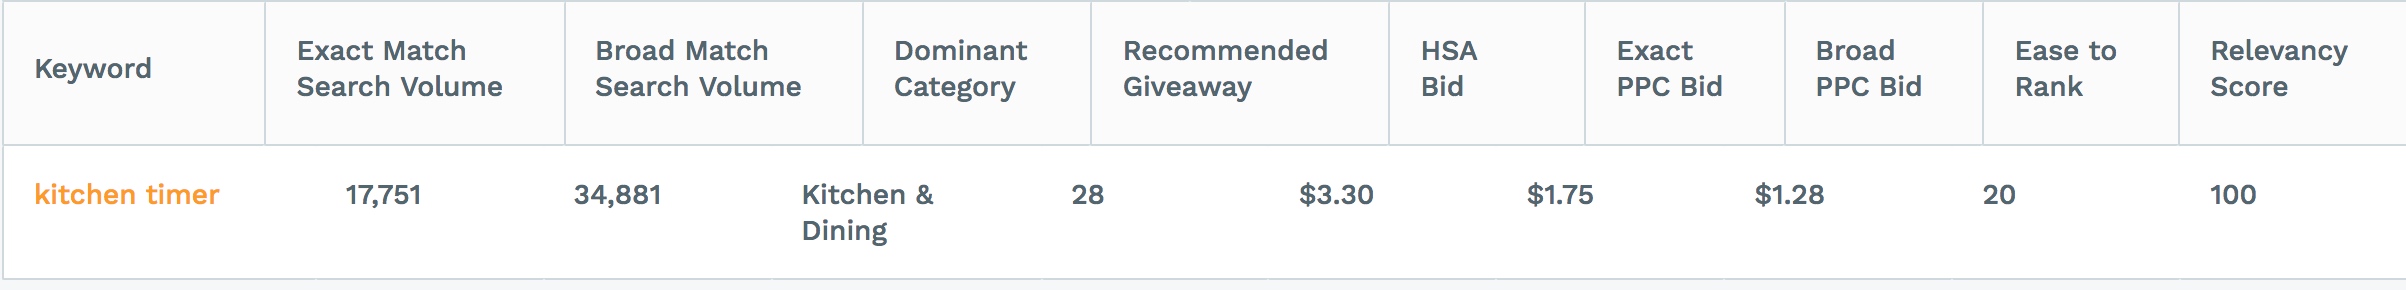 Keyword
Exact Match
Search Volume
Broad Match
Search Volume
Dominant
Category
Recommended
Giveaway
HSA
Bid
Exact
PPC Bid
Broad
PPC Bid
Ease to
Rank
Relevancy
Score
kitchen timer
17,751
34,881
Kitchen &
Dining
28
$3.30
$1.75
$1.28
20
100